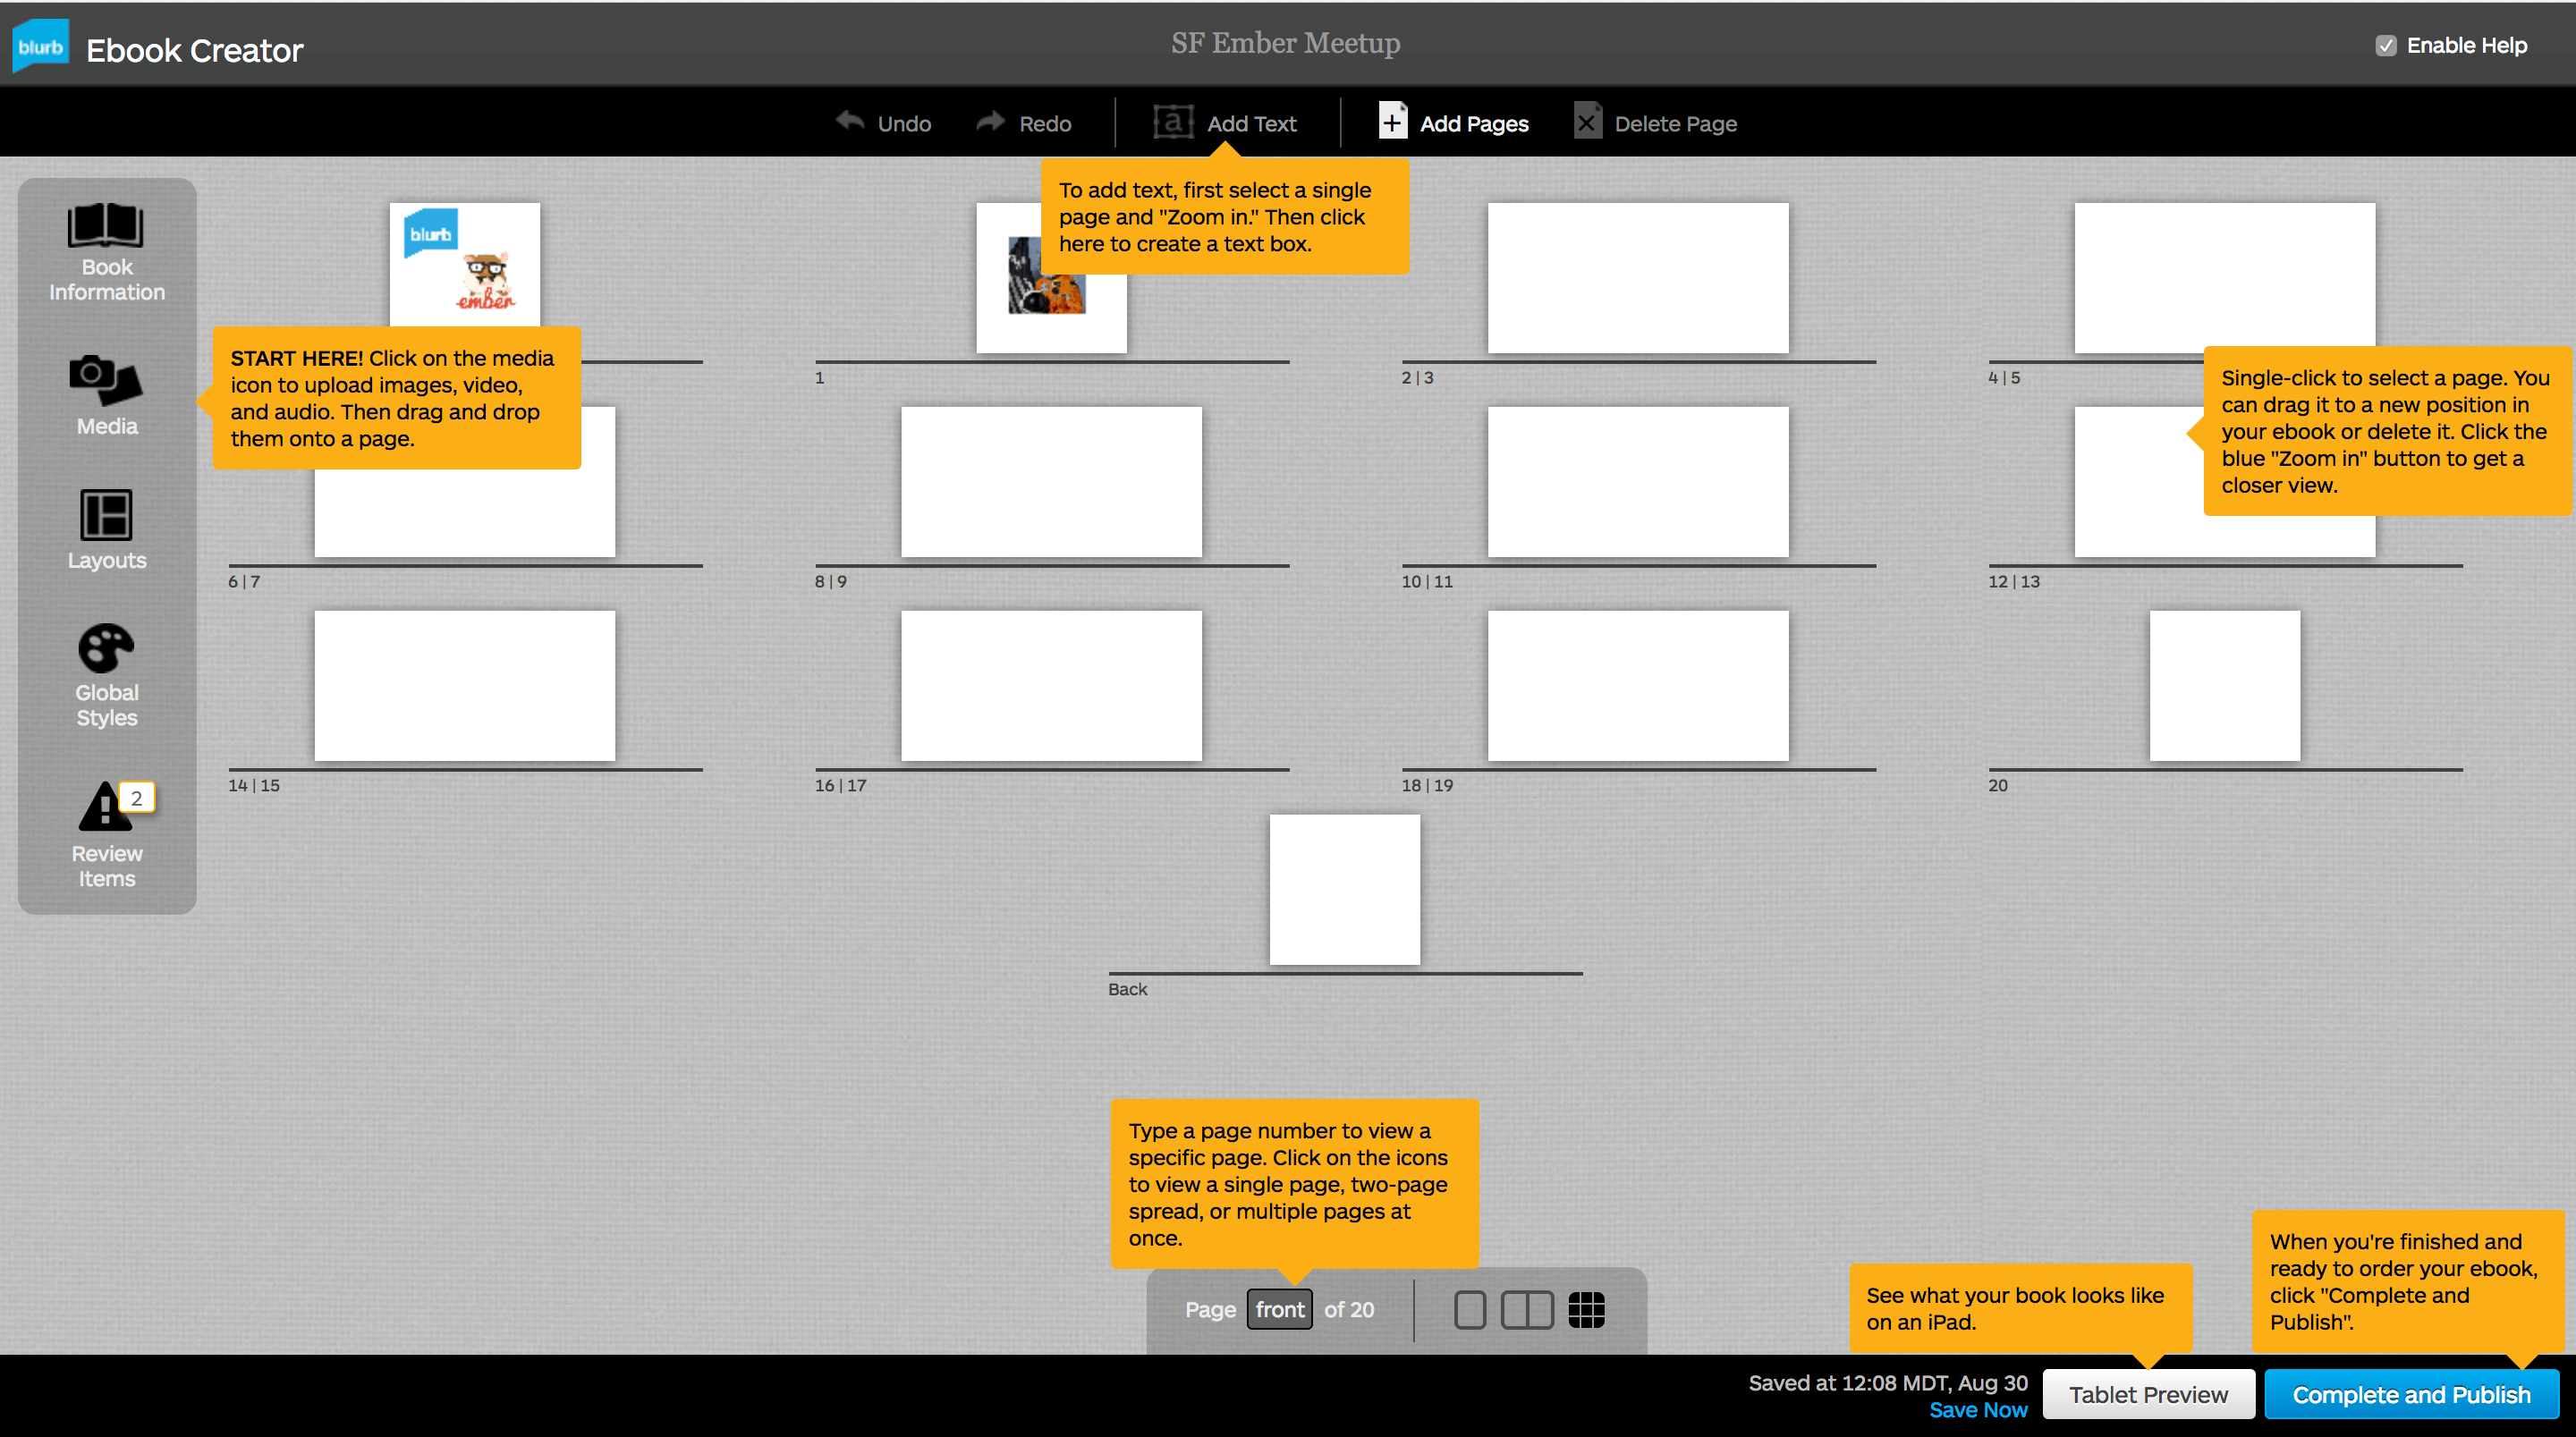 blurb
Ebook Creator
SF Ember Meetup
Enable Help
Undo
Redo
a
Add Text
Add Pages
Delete Page
To add text, first select a single
page and "Zoom in." Then click
here to create a text box.
Book
Information
blurb
ember
START HERE! Click on the media
icon to upload images, video,
and audio. Then drag and drop
them onto a page.
Media
1
2 | 3
4 | 5
Single-click to select a page. You
can drag it to a new position in
your ebook or delete it. Click the
blue "Zoom in" button to get a
closer view.
Layouts
6 | 7
8 | 9
10 | 11
12 | 13
Global
Styles
14 | 15
16 | 17
18 | 19
20
2
Review
Items
Back
Type a page number to view a
specific page. Click on the icons
to view a single page, two-page
spread, or multiple pages at
once.
Page front of 20
See what your book looks like
on an iPad.
When you're finished and
ready to order your ebook,
click "Complete and
Publish".
Saved at 12:08 MDT, Aug 30
Save Now
Tablet Preview
Complete and Publish